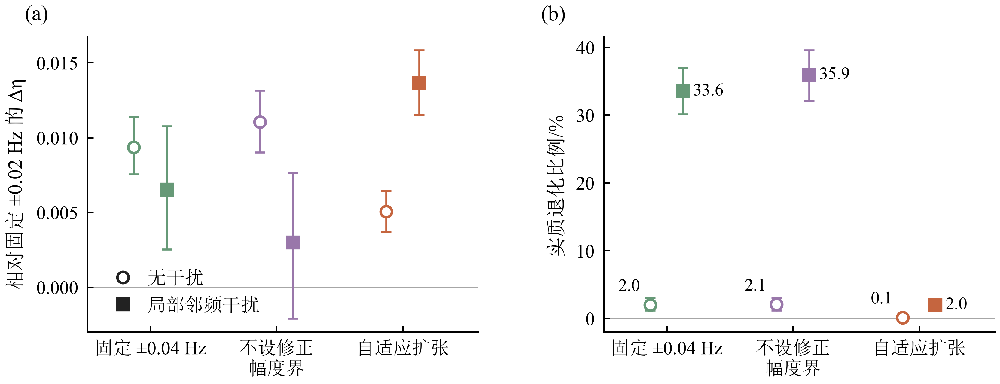 (a)
相对固定 ±0.02 Hz 的 Δη
0.015
0.010
0.005
0.000
无干扰
局部邻频干扰
固定 ±0.04 Hz
不设修正
幅度界
自适应扩张
(b)
实质退化比例/%
40
30
20
10
0
33.6
35.9
2.0
2.1
0.1
2.0
固定 ±0.04 Hz
不设修正
幅度界
自适应扩张